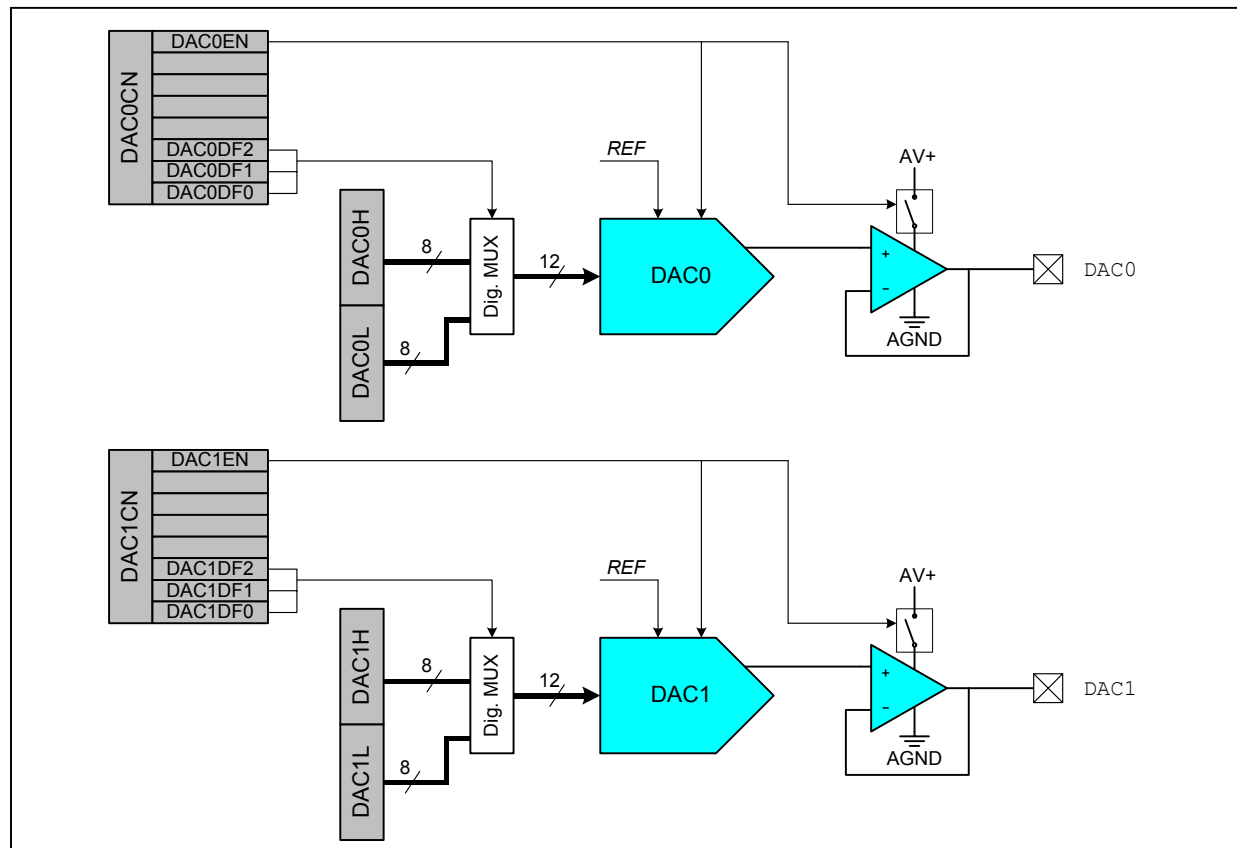 DAC0EN
DAC0CN
DAC0DF2
DAC0DF1
DAC0DF0
REF
AV+
DAC0H
8
Dig. MUX
12
DAC0
+
-
DAC0
DAC0L
8
AGND
DAC1EN
DAC1CN
DAC1DF2
DAC1DF1
DAC1DF0
REF
AV+
DAC1H
8
Dig. MUX
12
DAC1
+
-
DAC1
DAC1L
8
AGND